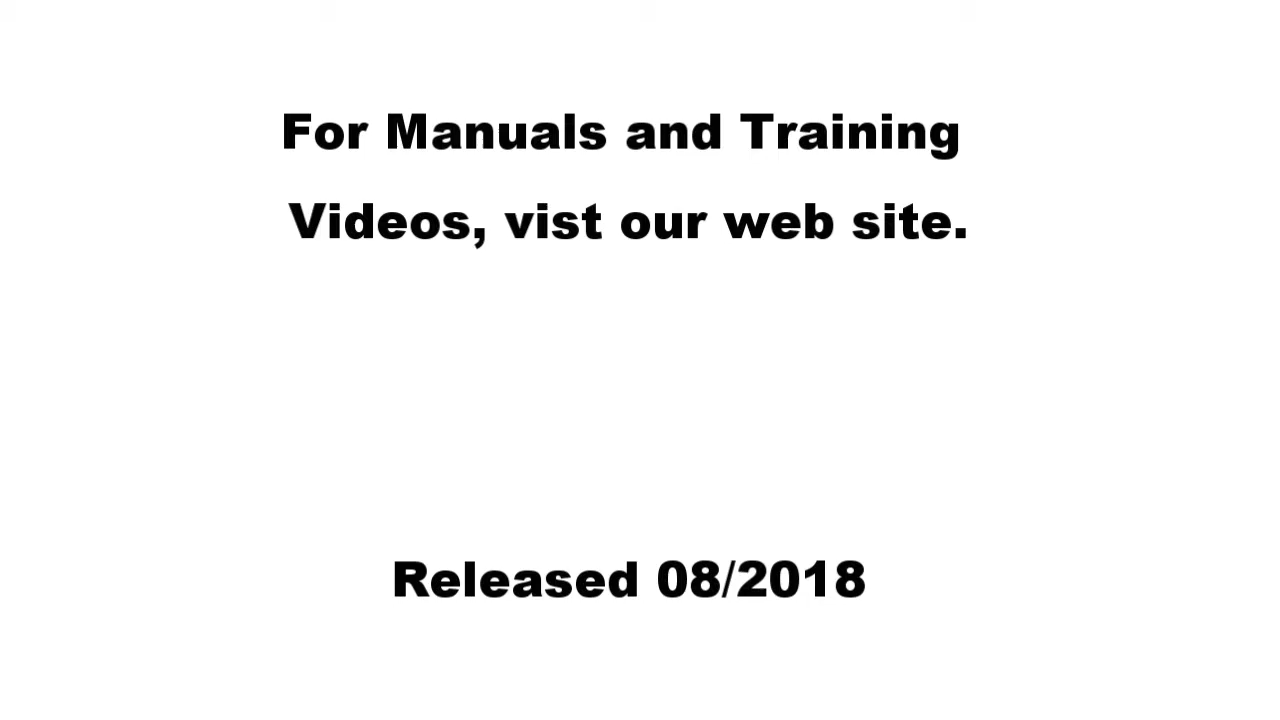 For Manuals and Training
Videos, vist our web site.
Released 08/2018